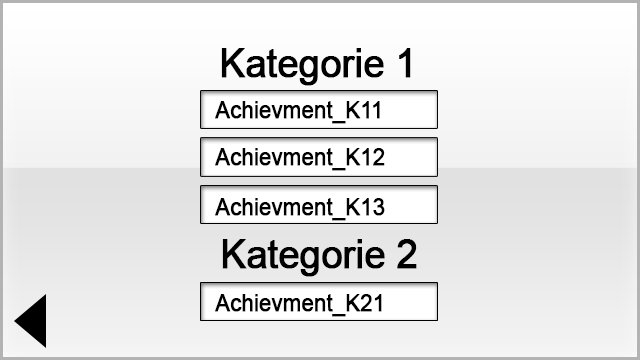 Kategorie 1
Achievment_K11
Achievment_K12
Achievment_K13
Kategorie 2
Achievment_K21